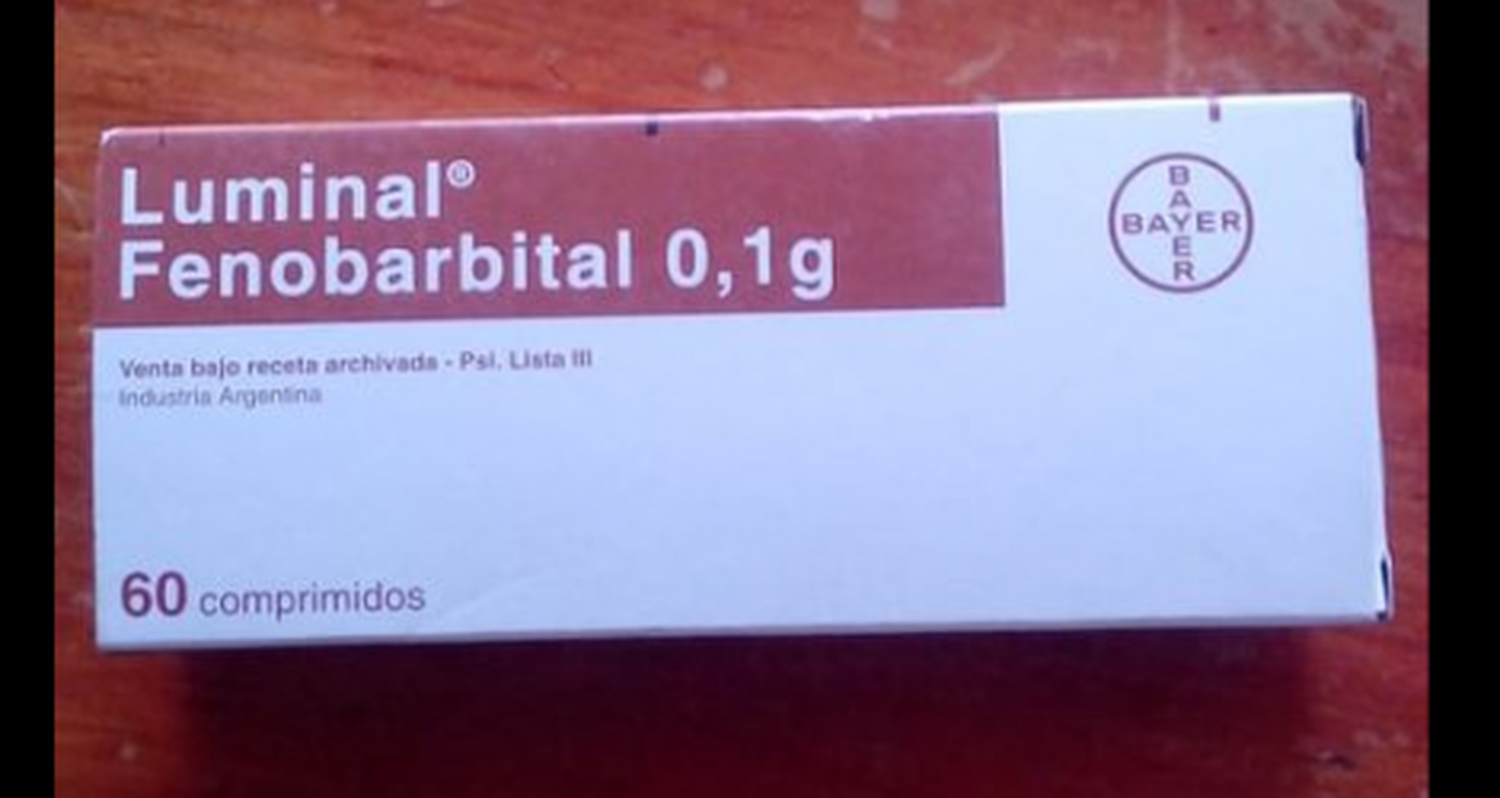 Luminal®
Fenobarbital 0,1g
BAYER
BAYER
Venta bajo receta archivada - Psi. Lista III
Industria Argentina
60 comprimidos